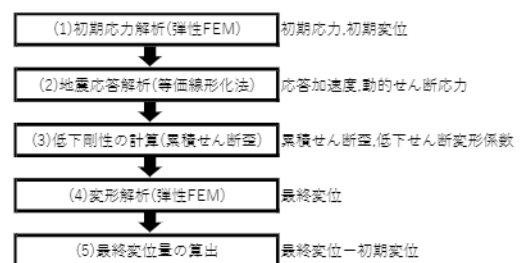 (1)初期応力解析(弾性FEM) 初期応力,初期変位
(2)地震応答解析(等価線形化法) 応答加速度,動的せん断応力
(3)低下剛性の計算(累積せん断歪) 累積せん断歪,低下せん断変形係数
(4)変形解析(弾性FEM) 最終変位
(5)最終変位量の算出 最終変位ー初期変位